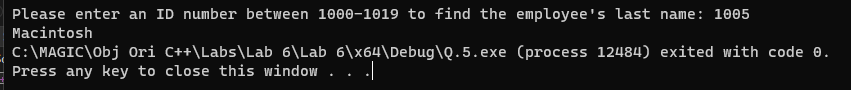 Please enter an ID number between 1000-1019 to find the employee's last name: 1005
Macintosh
C:\MAGIC\Obj Ori C++\Labs\Lab 6\Lab 6\x64\Debug\Q.5.exe (process 12484) exited with code 0.
Press any key to close this window . . .